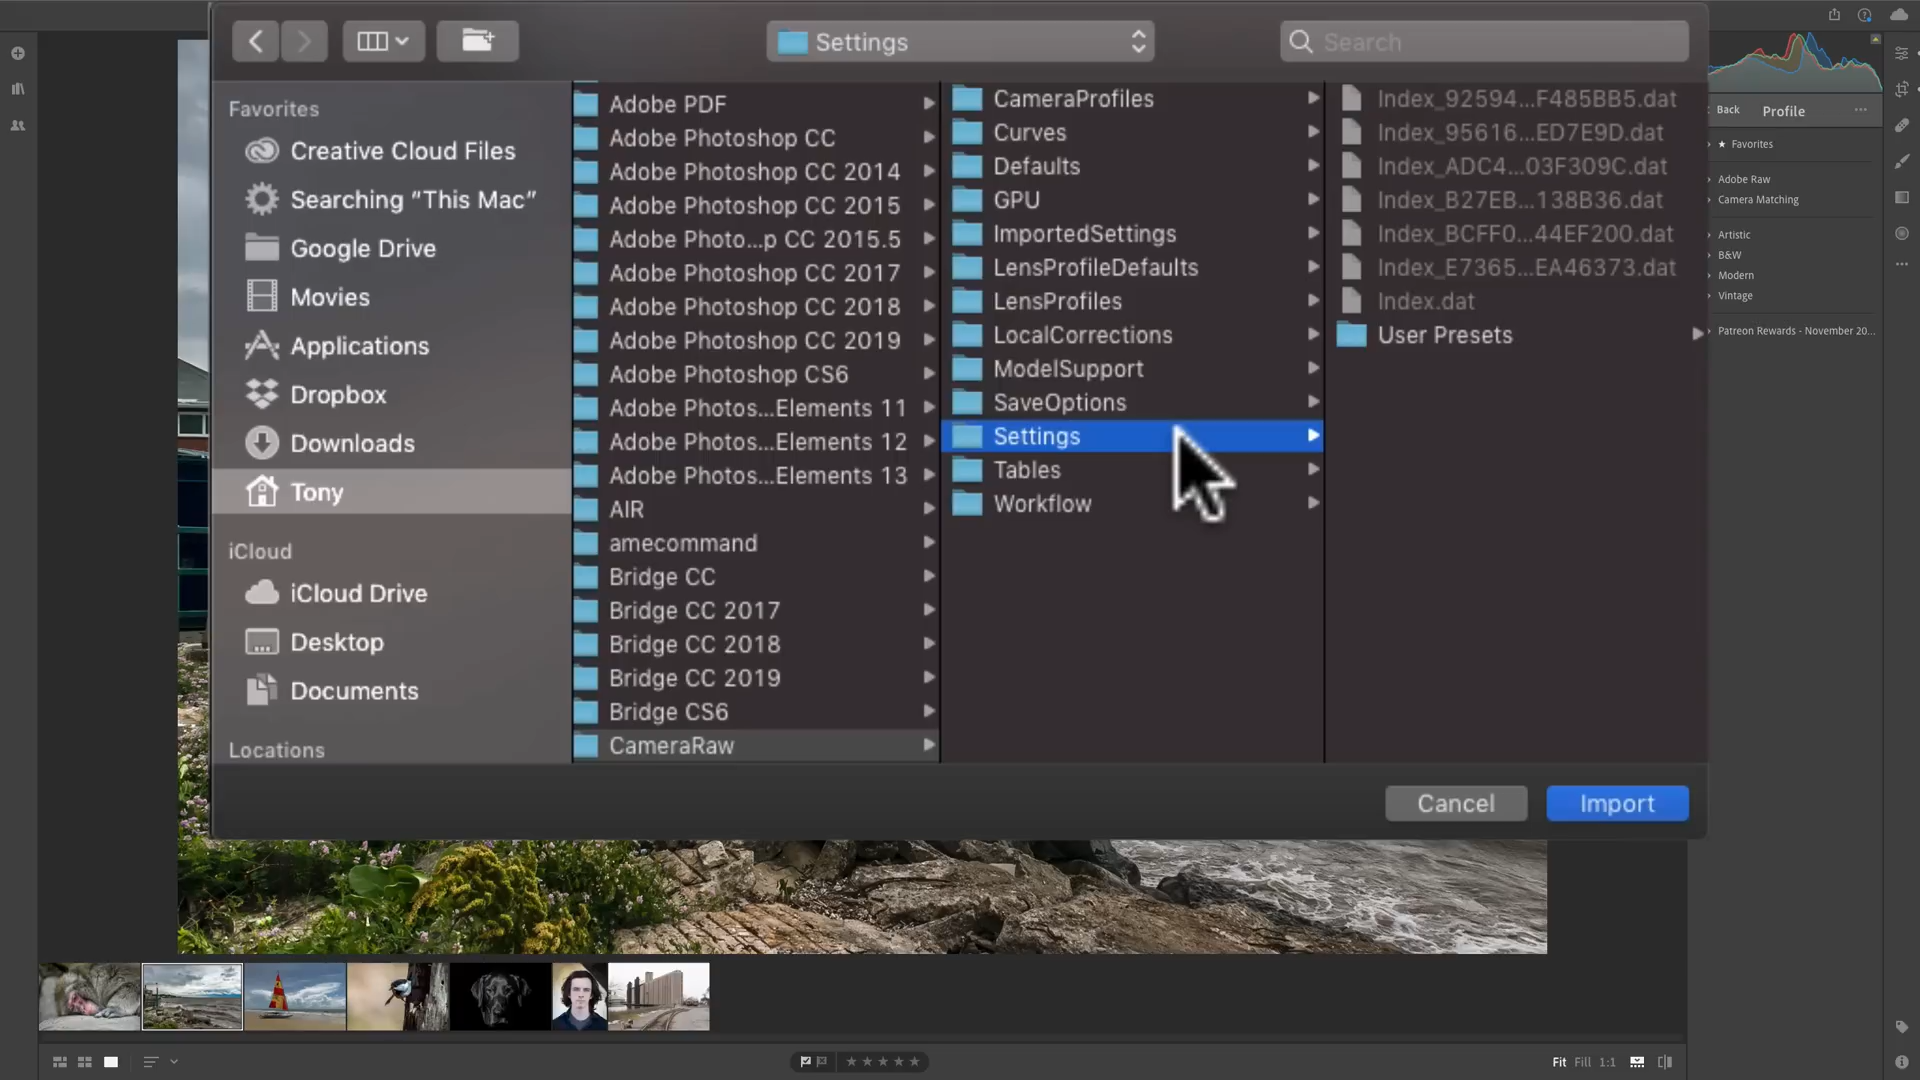 Settings
Search
Favorites
Creative Cloud Files
Searching “This Mac”
Google Drive
Movies
Applications
Dropbox
Downloads
Tony
iCloud
iCloud Drive
Desktop
Documents
Locations
Adobe PDF
Adobe Photoshop CC
Adobe Photoshop CC 2014
Adobe Photoshop CC 2015
Adobe Photo...p CC 2015.5
Adobe Photoshop CC 2017
Adobe Photoshop CC 2018
Adobe Photoshop CC 2019
Adobe Photoshop CS6
Adobe Photos...Elements 11
Adobe Photos...Elements 12
Adobe Photos...Elements 13
AIR
amecommand
Bridge CC
Bridge CC 2017
Bridge CC 2018
Bridge CC 2019
Bridge CS6
CameraRaw
CameraProfiles
Curves
Defaults
GPU
ImportedSettings
LensProfileDefaults
LensProfiles
LocalCorrections
ModelSupport
SaveOptions
Settings
Tables
Workflow
Index_92594...F485BB5.dat
Index_95616...ED7E9D.dat
Index_ADC4...03F309C.dat
Index_B27EB...138B36.dat
Index_BCFF0...44EF200.dat
Index_E7365...EA46373.dat
Index.dat
User Presets
Cancel
Import
Back
Profile
Favorites
Adobe Raw
Camera Matching
Artistic
B&W
Modern
Vintage
Patreon Rewards - November 20...
Fit
Fill
1:1